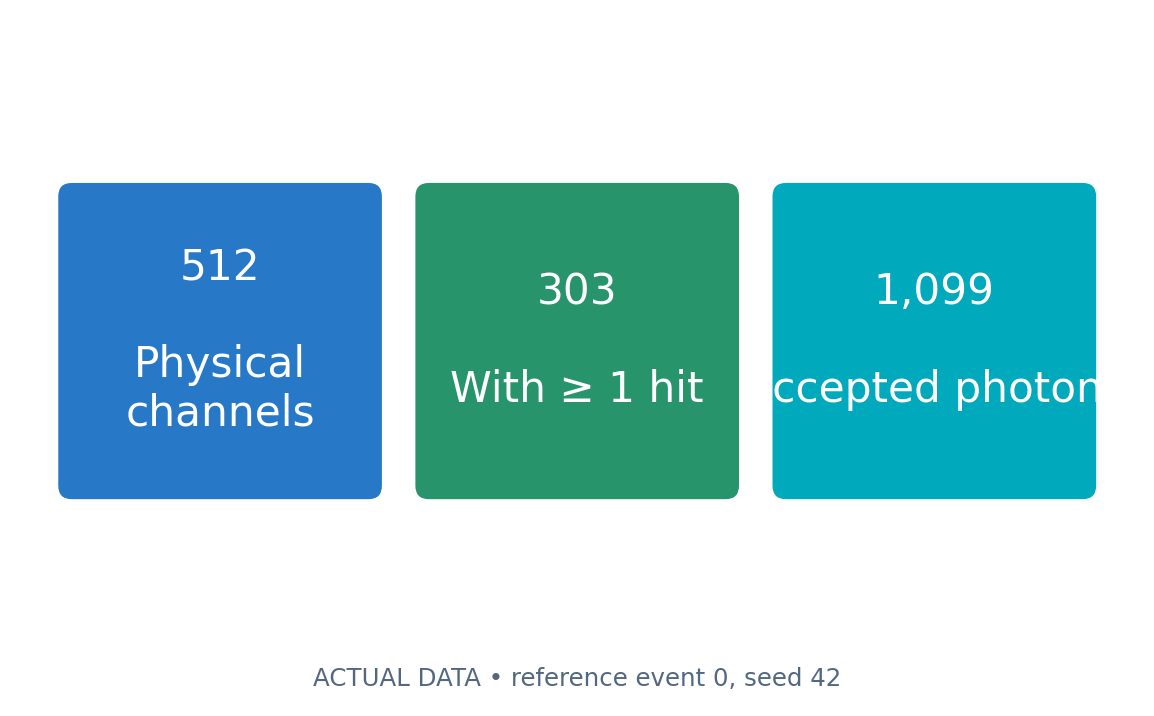 512
Physical
channels
303
With ≥ 1 hit
1,099
ccepted photon
ACTUAL DATA • reference event 0, seed 42